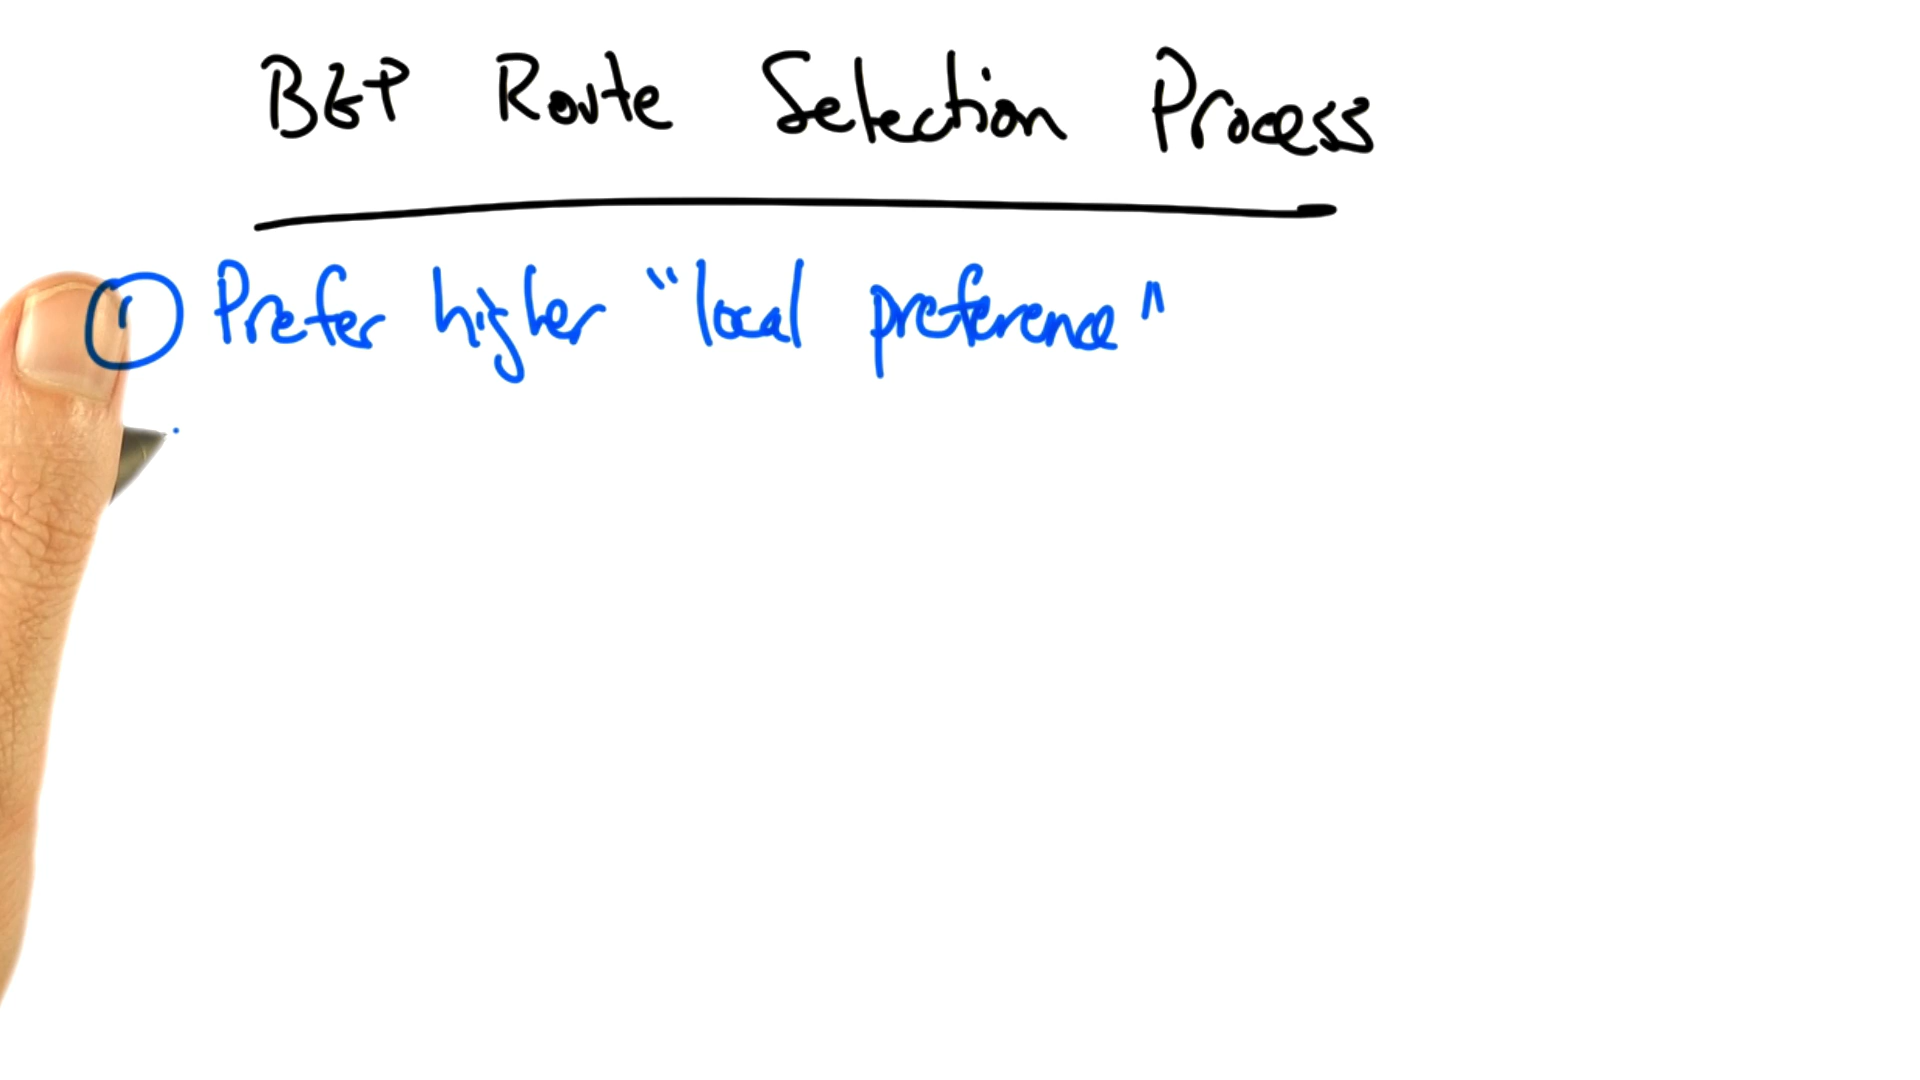 BGP Route Selection Process
① Prefer higher "local preference"